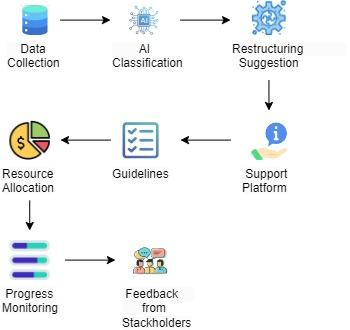 Data
Collection
AI
AI
Classification
Restructuring
Suggestion
Resource
Allocation
Guidelines
Support
Platform
Progress
Monitoring
Feedback
from
Stackholders